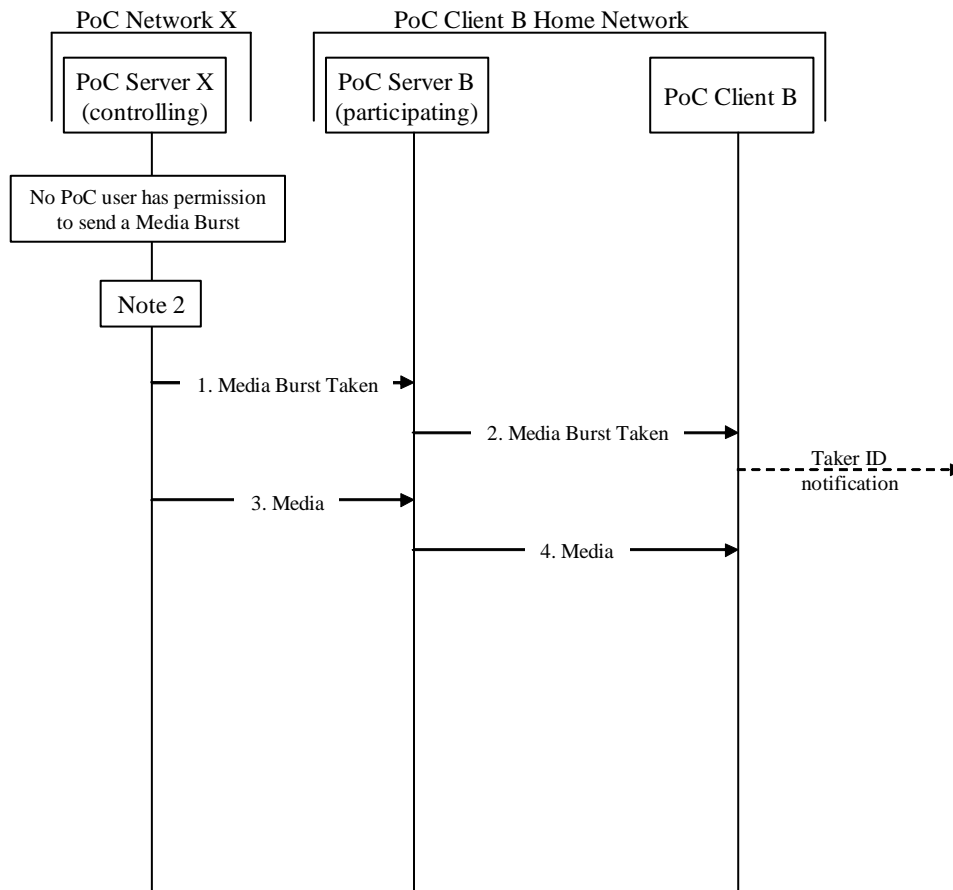 PoC Network X
PoC Client B Home Network
PoC Server X
(controlling)
PoC Server B
(participating)
PoC Client B
No PoC user has permission
to send a Media Burst
Note 2
1. Media Burst Taken
2. Media Burst Taken
Taker ID
notification
3. Media
4. Media